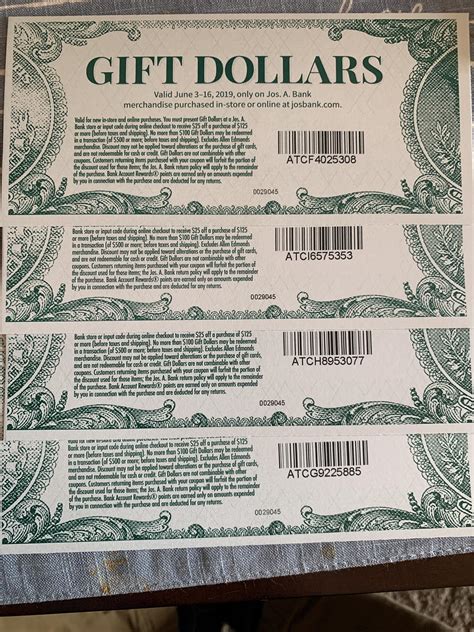 GIFT DOLLARS
Valid June 3–16, 2019, only on Jos. A. Bank
merchandise purchased in-store or online at josbank.com.
Valid for new in-store and online purchases. You must present Gift Dollars at a Jos. A.
Bank store or input code during online checkout to receive $25 off a purchase of $125
or more (before taxes and shipping). No more than $100 Gift Dollars may be redeemed
in a transaction (of $500 or more; before taxes and shipping). Excludes Allen Edmonds
merchandise. Discount may not be applied toward alterations or the purchase of gift cards,
and are not redeemable for cash or credit. Gift Dollars are not combinable with other
coupons. Customers returning items purchased with your coupon will forfeit the portion of
the discount used for those items; the Jos. A. Bank return policy will apply to the remainder
of the purchase. Bank Account Rewards® points are earned only on amounts expended
by you in connection with the purchase and are deducted for any returns.
ATCF4025308
0029045
Bank store or input code during online checkout to receive $25 off a purchase of $125
or more (before taxes and shipping). No more than $100 Gift Dollars may be redeemed
in a transaction (of $500 or more; before taxes and shipping). Excludes Allen Edmonds
merchandise. Discount may not be applied toward alterations or the purchase of gift cards,
and are not redeemable for cash or credit. Gift Dollars are not combinable with other
coupons. Customers returning items purchased with your coupon will forfeit the portion of
the discount used for those items; the Jos. A. Bank return policy will apply to the remainder
of the purchase. Bank Account Rewards® points are earned only on amounts expended
by you in connection with the purchase and are deducted for any returns.
ATCI6575353
0029045
Bank store or input code during online checkout to receive $25 off a purchase of $125
or more (before taxes and shipping). No more than $100 Gift Dollars may be redeemed
in a transaction (of $500 or more; before taxes and shipping). Excludes Allen Edmonds
merchandise. Discount may not be applied toward alterations or the purchase of gift cards,
and are not redeemable for cash or credit. Gift Dollars are not combinable with other
coupons. Customers returning items purchased with your coupon will forfeit the portion of
the discount used for those items; the Jos. A. Bank return policy will apply to the remainder
of the purchase. Bank Account Rewards® points are earned only on amounts expended
by you in connection with the purchase and are deducted for any returns.
ATCH8953077
0029045
Valid for new in-store and online purchases. You must present Gift Dollars at a Jos. A.
Bank store or input code during online checkout to receive $25 off a purchase of $125
or more (before taxes and shipping). No more than $100 Gift Dollars may be redeemed
in a transaction (of $500 or more; before taxes and shipping). Excludes Allen Edmonds
merchandise. Discount may not be applied toward alterations or the purchase of gift cards,
and are not redeemable for cash or credit. Gift Dollars are not combinable with other
coupons. Customers returning items purchased with your coupon will forfeit the portion of
the discount used for those items; the Jos. A. Bank return policy will apply to the remainder
of the purchase. Bank Account Rewards® points are earned only on amounts expended
by you in connection with the purchase and are deducted for any returns.
ATCG9225885
0029045